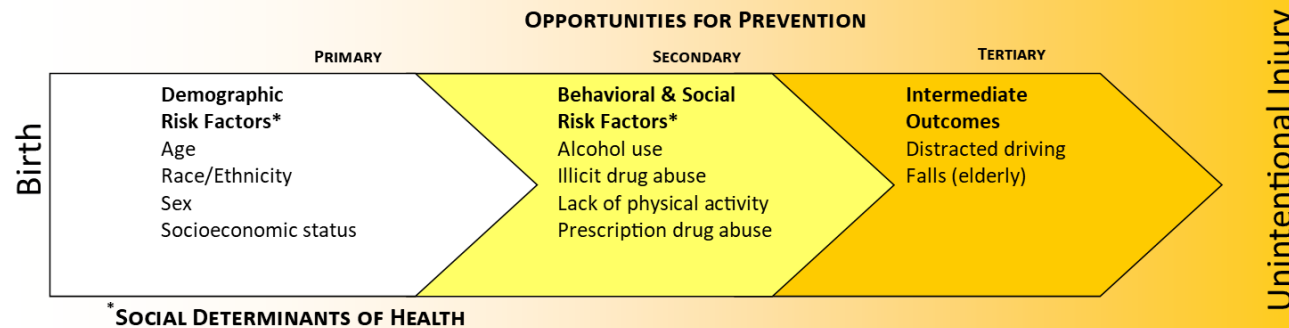 OPPORTUNITIES FOR PREVENTION
PRIMARY
SECONDARY
TERTIARY
Birth
Demographic
Risk Factors*
Age
Race/Ethnicity
Sex
Socioeconomic status
Behavioral & Social
Risk Factors*
Alcohol use
Illicit drug abuse
Lack of physical activity
Prescription drug abuse
Intermediate
Outcomes
Distracted driving
Falls (elderly)
Unintentional Injury
*SOCIAL DETERMINANTS OF HEALTH